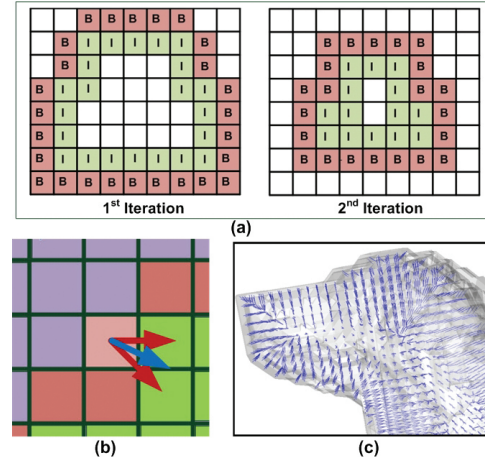 B B B B B
B I I I I I B
B I I B
B I I I I B
B I I B
B I I B
B I I I I I I I B
B B B B B B B B B
1st Iteration
B B B B B
B I I I B
B B I I B B
B I I I I B
B I I I I I B
B B B B B B B
2nd Iteration
(a)
(b)
(c)